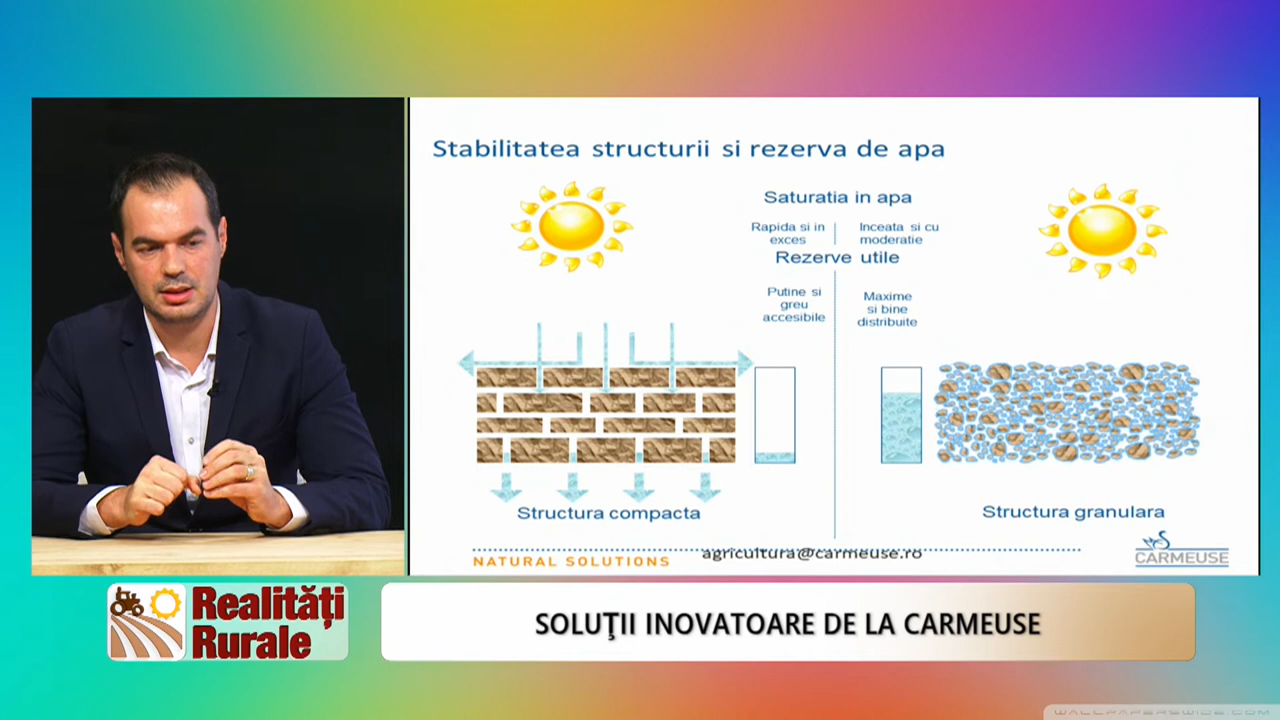 Stabilitatea structurii si rezerva de apa
Saturatia in apa
Rapida si in
exces
Inceata si cu
moderatie
Rezerve utile
Putine si
greu
accesibile
Maxime
si bine
distribuite
Structura compacta
Structura granulara
agricultura@carmeuse.ro
NATURAL SOLUTIONS
CARMEUSE
Realități
Rurale
SOLUŢII INOVATOARE DE LA CARMEUSE
WALLPAPERSWIDE.COM